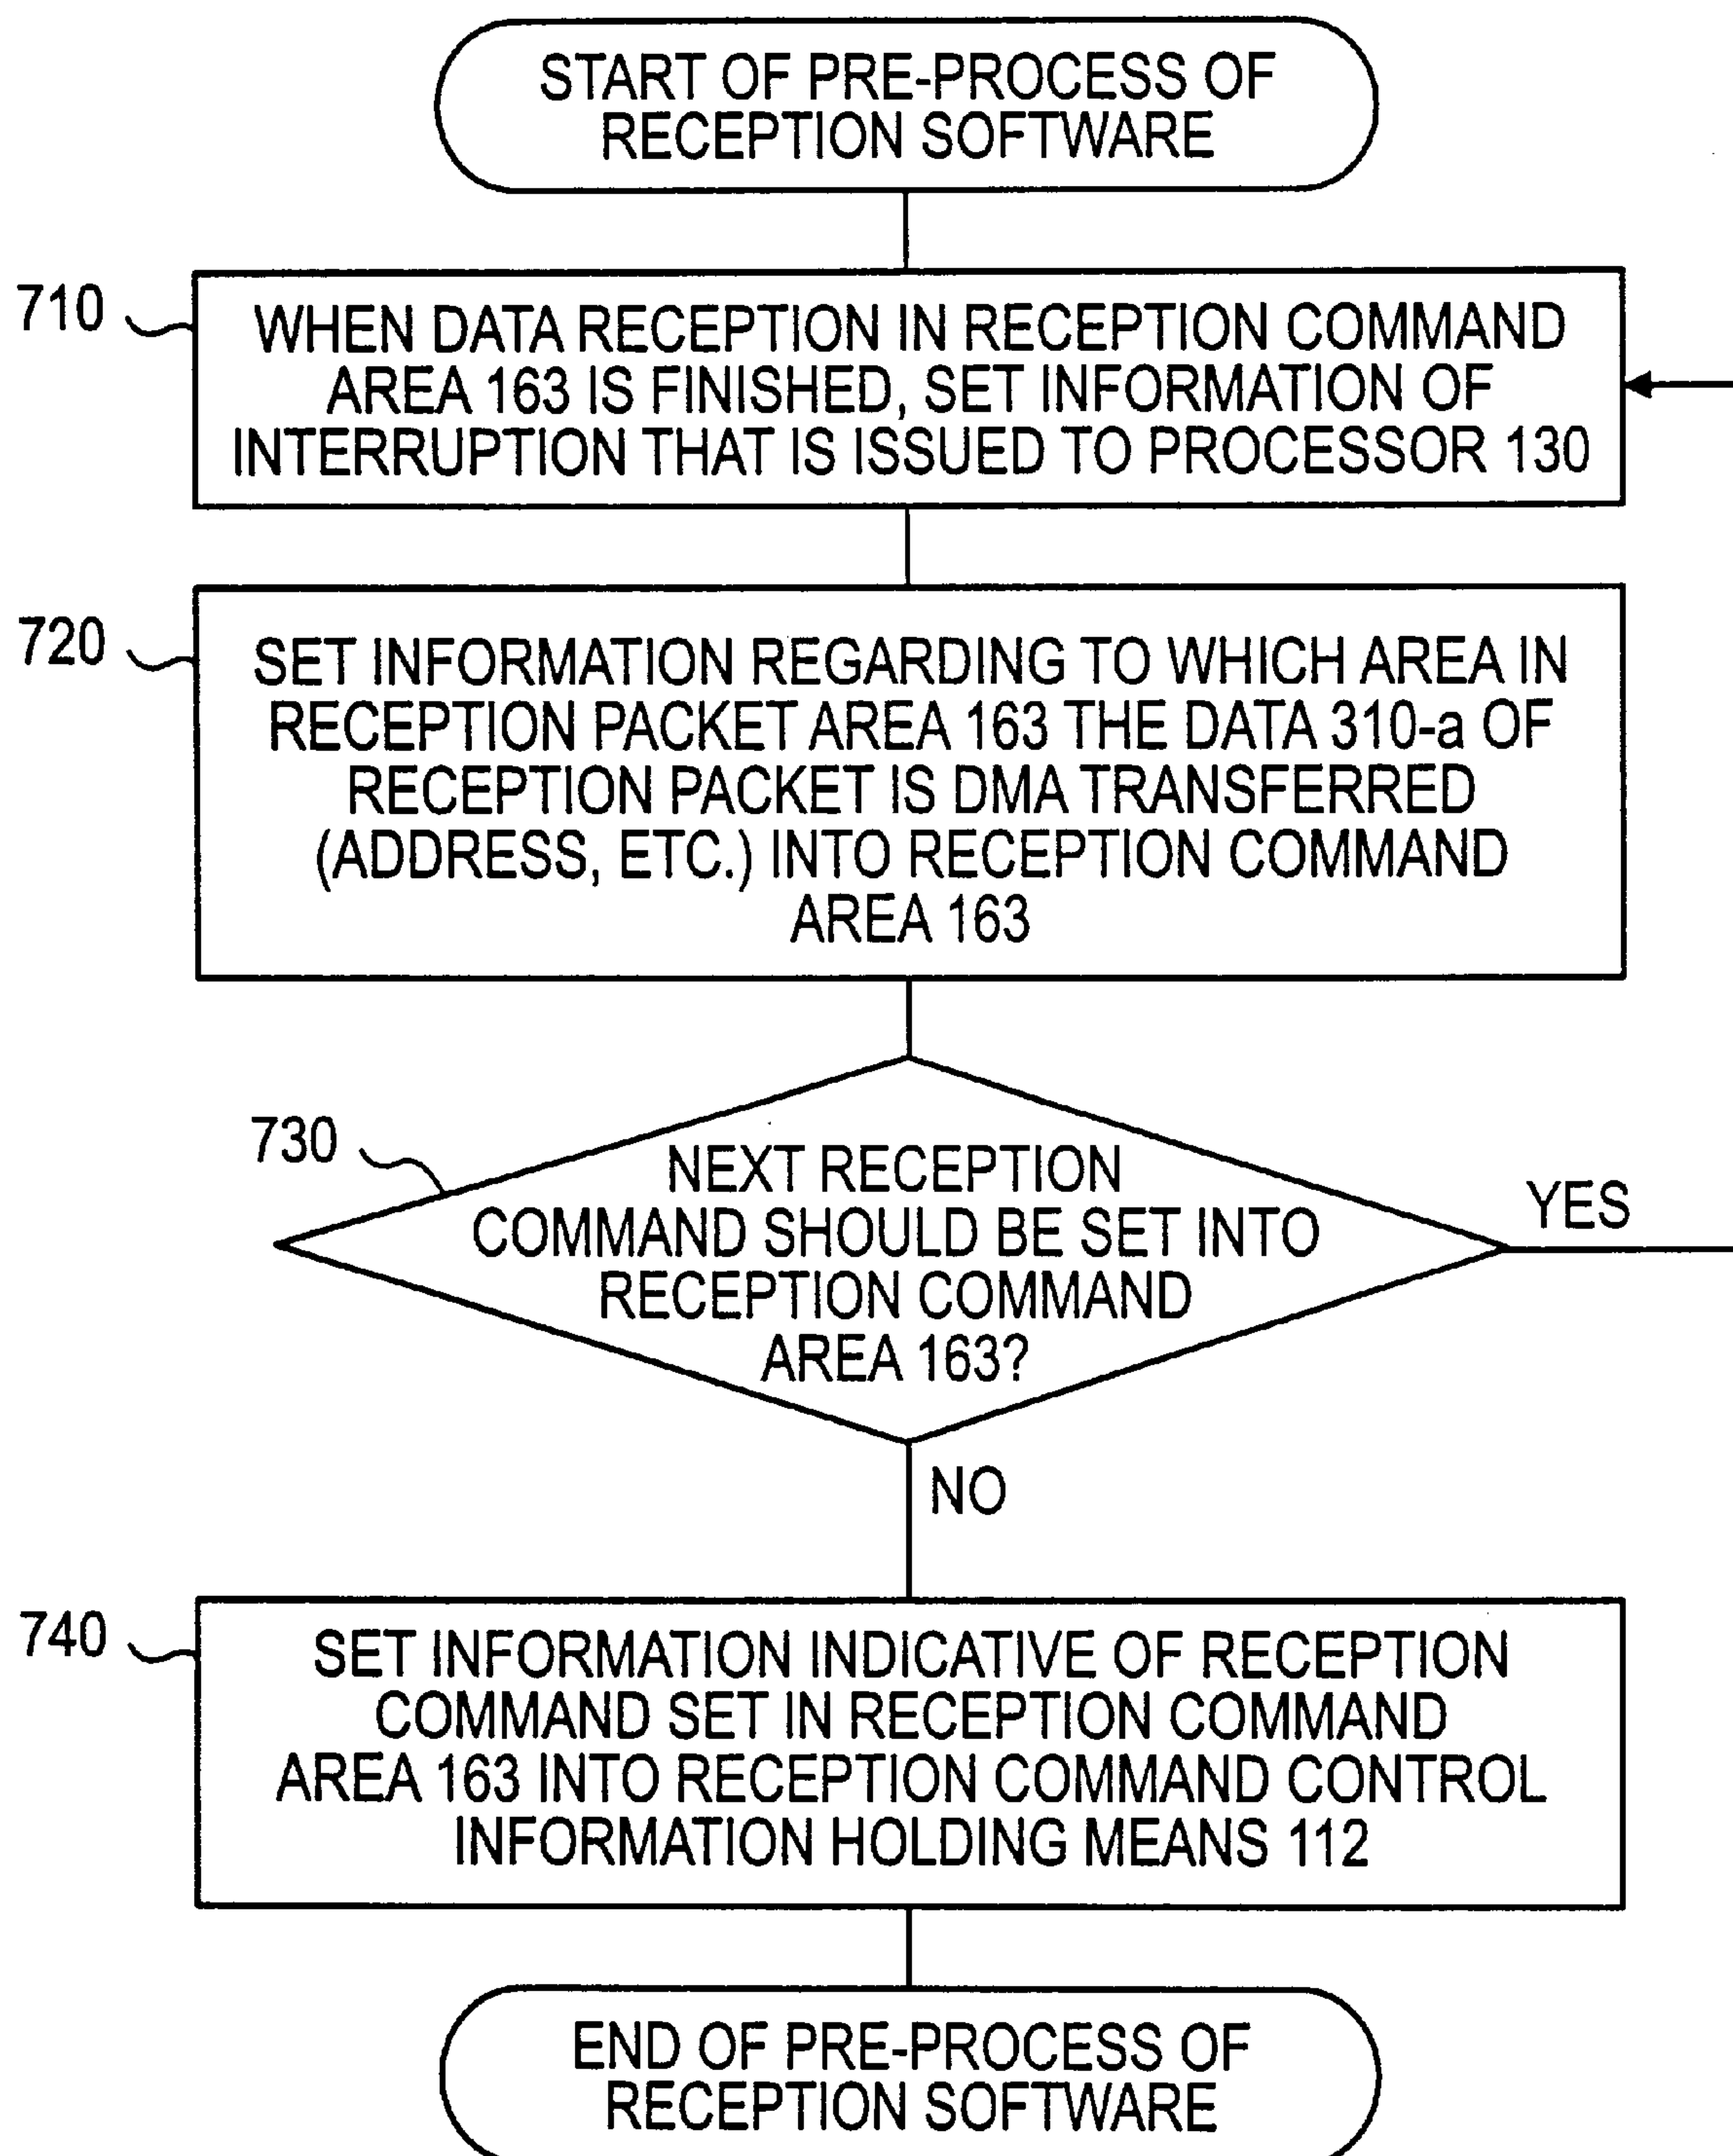 START OF PRE-PROCESS OF
RECEPTION SOFTWARE
710
WHEN DATA RECEPTION IN RECEPTION COMMAND
AREA 163 IS FINISHED, SET INFORMATION OF
INTERRUPTION THAT IS ISSUED TO PROCESSOR 130
720
SET INFORMATION REGARDING TO WHICH AREA IN
RECEPTION PACKET AREA 163 THE DATA 310-a OF
RECEPTION PACKET IS DMA TRANSFERRED
(ADDRESS, ETC.) INTO RECEPTION COMMAND
AREA 163
730
NEXT RECEPTION
COMMAND SHOULD BE SET INTO
RECEPTION COMMAND
AREA 163?
YES
NO
740
SET INFORMATION INDICATIVE OF RECEPTION
COMMAND SET IN RECEPTION COMMAND
AREA 163 INTO RECEPTION COMMAND CONTROL
INFORMATION HOLDING MEANS 112
END OF PRE-PROCESS OF
RECEPTION SOFTWARE